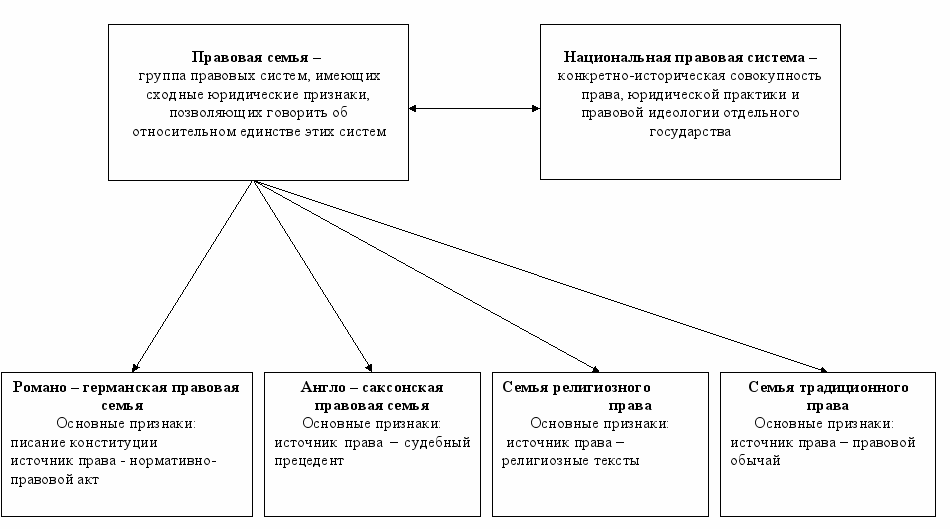 Правовая семья –
группа правовых систем, имеющих
сходные юридические признаки,
позволяющих говорить об
относительном единстве этих систем
Национальная правовая система –
конкретно-историческая совокупность
права, юридической практики и
правовой идеологии отдельного
государства
Романо – германская правовая
семья
Основные признаки:
писание конституции
источник права - нормативно-
правовой акт
Англо – саксонская
правовая семья
Основные признаки:
источник права – судебный
прецедент
Семья религиозного
права
Основные признаки:
источник права –
религиозные тексты
Семья традиционного
права
Основные признаки:
источник права – правовой
обычай